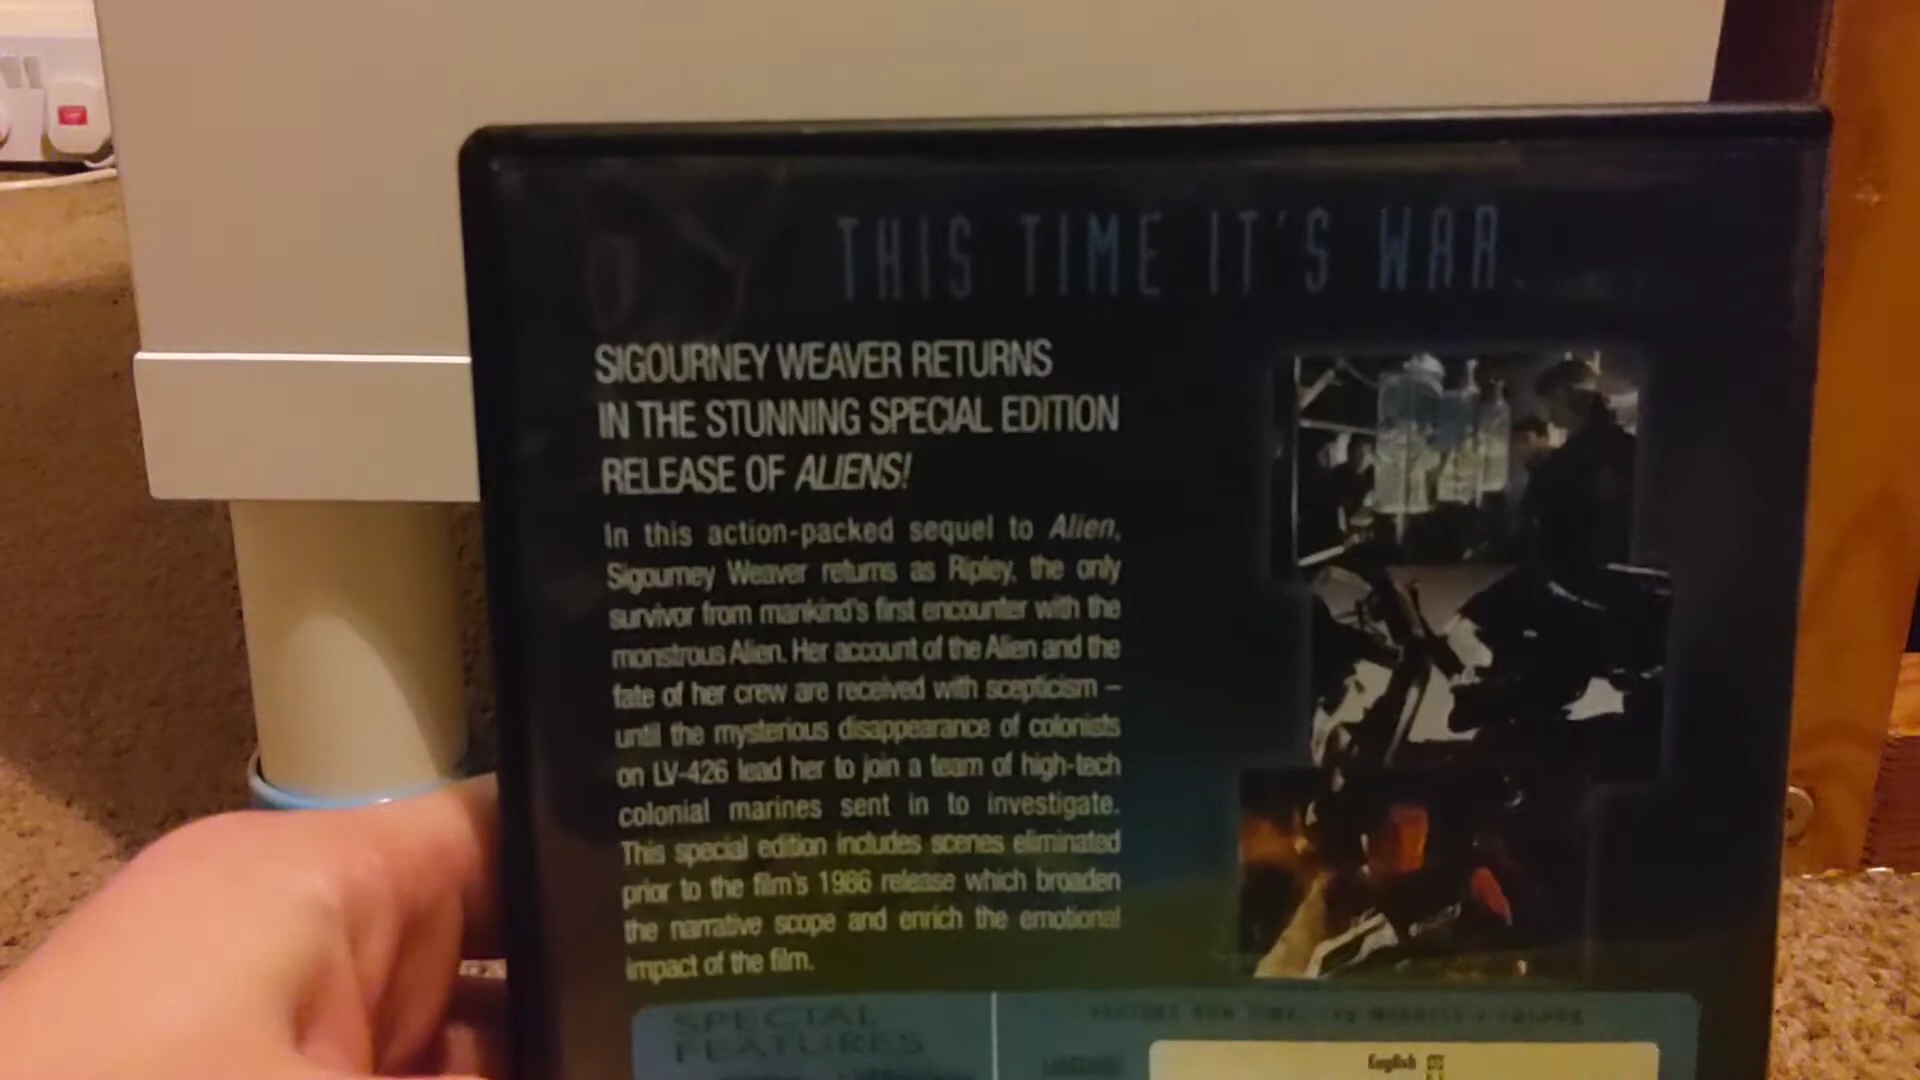 THIS TIME IT'S WAR.
SIGOURNEY WEAVER RETURNS
IN THE STUNNING SPECIAL EDITION
RELEASE OF ALIENS!
In this action-packed sequel to Alien,
Sigourney Weaver returns as Ripley, the only
survivor from mankind's first encounter with the
monstrous Alien. Her account of the Alien and the
fate of her crew are received with scepticism –
until the mysterious disappearance of colonists
on LV-426 lead her to join a team of high-tech
colonial marines sent in to investigate.
This special edition includes scenes eliminated
prior to the film's 1986 release which broaden
the narrative scope and enrich the emotional
impact of the film.
SPECIAL
FEATURES
English